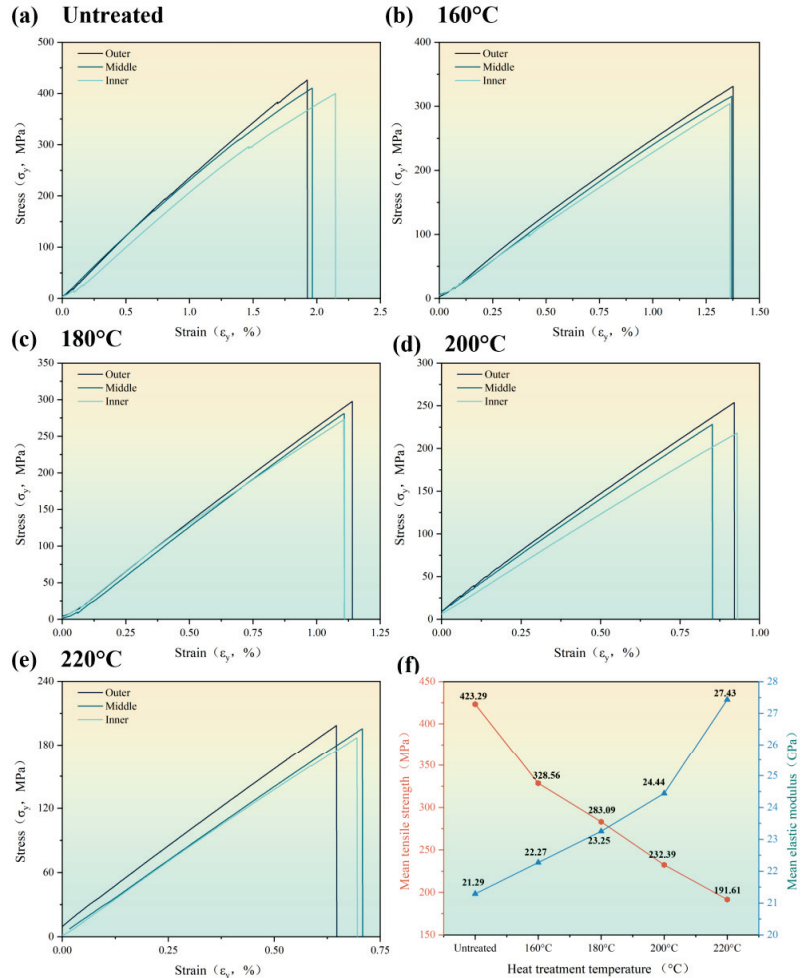 (a) Untreated
500
400
300
200
100
0
0.0 0.5 1.0 1.5 2.0 2.5
Stress（σy，MPa）
Strain（εy，%）
Outer
Middle
Inner
(b) 160°C
400
300
200
100
0
0.00 0.25 0.50 0.75 1.00 1.25 1.50
Stress（σy，MPa）
Strain（εy，%）
Outer
Middle
Inner
(c) 180°C
350
300
250
200
150
100
50
0
0.00 0.25 0.50 0.75 1.00 1.25
Stress（σy，MPa）
Strain（εy，%）
Outer
Middle
Inner
(d) 200°C
300
250
200
150
100
50
0
0.00 0.25 0.50 0.75 1.00
Stress（σy，MPa）
Strain（εy，%）
Outer
Middle
Inner
(e) 220°C
240
180
120
60
0
0.00 0.25 0.50 0.75
Stress（σy，MPa）
Strain（εy，%）
Outer
Middle
Inner
(f)
450
400
350
300
250
200
150
Mean tensile strength（MPa）
423.29
328.56
283.09
232.39
191.61
21.29
22.27
23.25
24.44
27.43
28
27
26
25
24
23
22
21
20
Mean elastic modulus（CPa）
Untreated 160°C 180°C 200°C 220°C
Heat treatment temperature （°C）